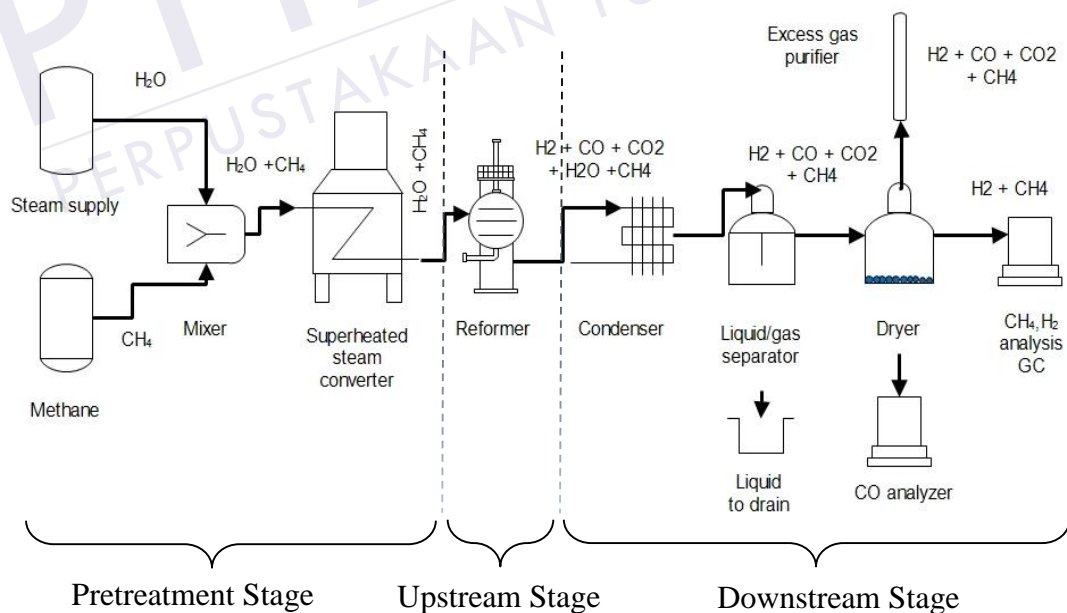 PERPUSTAKAAN
Excess gas
purifier
H2 + CO + CO2
+ CH4
H₂O
H₂O +CH₄
H₂O +CH₄
H2 + CO + CO2
+ H2O +CH4
H2 + CO + CO2
+ CH4
H2 + CH4
Steam supply
CH₄
Mixer
Superheated
steam
converter
Reformer
Condenser
Liquid/gas
separator
Dryer
CH₄,H₂
analysis
GC
Methane
Liquid
to drain
CO analyzer
Pretreatment Stage
Upstream Stage
Downstream Stage